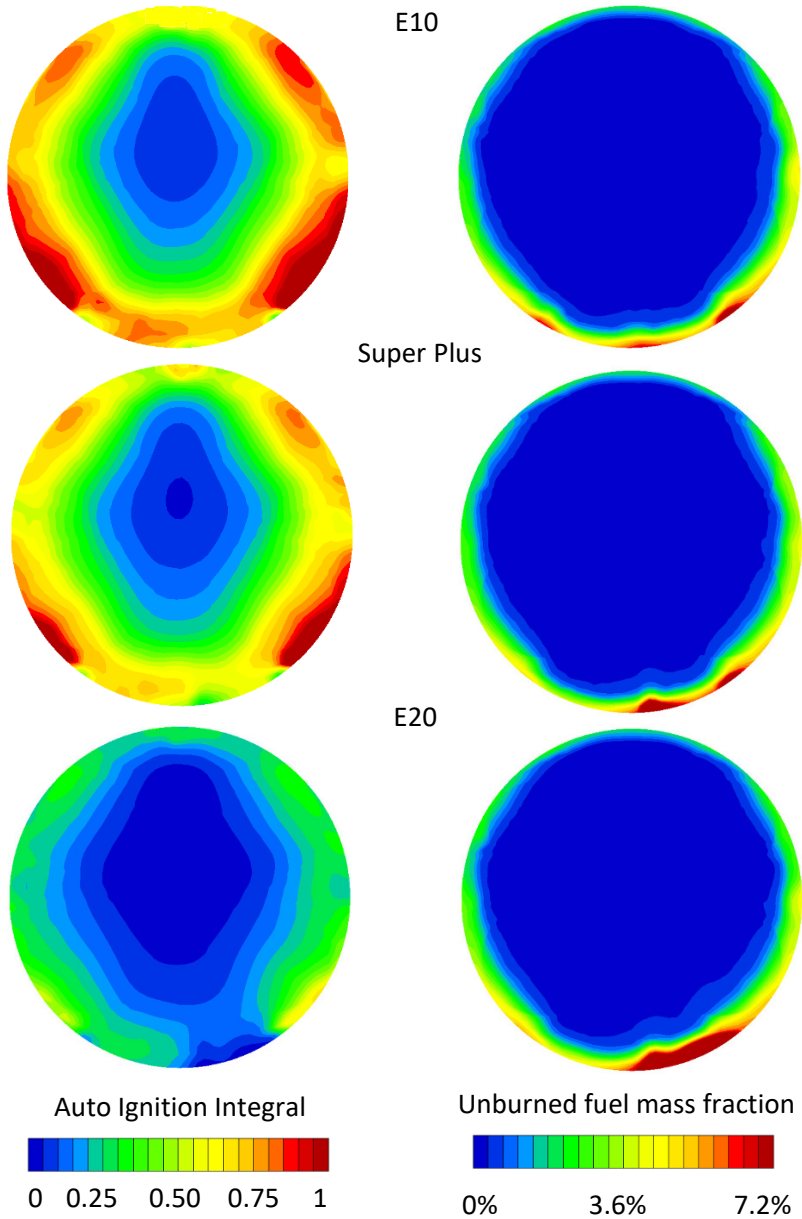 E10
Super Plus
E20
Auto Ignition Integral
Unburned fuel mass fraction
0 0.25 0.50 0.75 1
0% 3.6% 7.2%